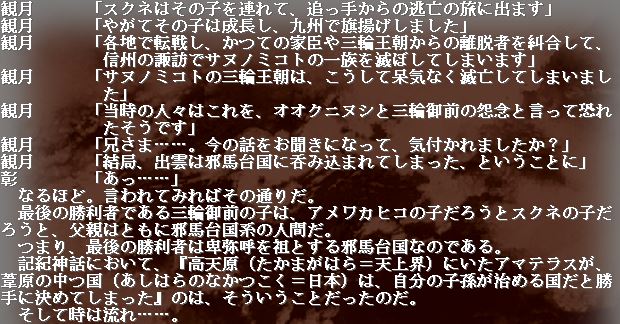 観月　「スクネはその子を連れて、追っ手からの逃亡の旅に出ます」
観月　「やがてその子は成長し、九州で旗揚げしました」
観月　「各地で転戦し、かつての家臣や三輪王朝からの離脱者を糾合して、
信州の諏訪でサヌノミコトの一族を滅ぼしてしまいます」
観月　「サヌノミコトの三輪王朝は、こうして呆気なく滅亡してしまいまし
た」
観月　「当時の人々はこれを、オオクニヌシと三輪御前の怨念と言って恐れ
たそうです」
観月　「兄さま……。今の話をお聞きになって、気付かれましたか？」
観月　「結局、出雲は邪馬台国に呑み込まれてしまった、ということに」
彰　「あっ……」
なるほど。言われてみればその通りだ。
最後の勝利者である三輪御前の子は、アメワカヒコの子だろうとスクネの子だ
ろうと、父親はともに邪馬台国系の人間だ。
つまり、最後の勝利者は卑弥呼を祖とする邪馬台国なのである。
記紀神話において、『高天原（たかまがはら＝天上界）にいたアマテラスが、
葦原の中つ国（あしはらのなかつこく＝日本）は、自分の子孫が治める国だと勝
手に決めてしまった』のは、そういうことだったのだ。
そして時は流れ……。